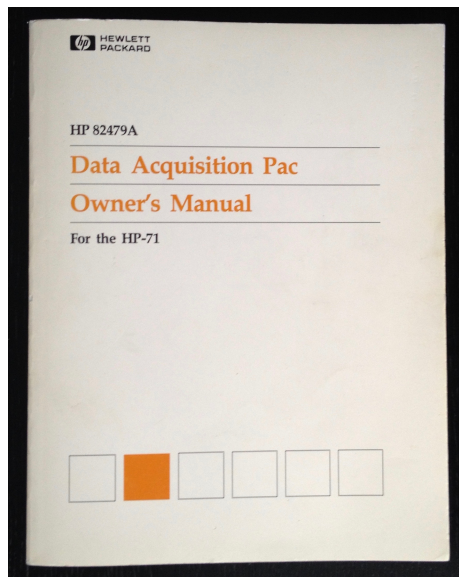 hp HEWLETT
PACKARD
HP 82479A
Data Acquisition Pac
Owner's Manual
For the HP-71